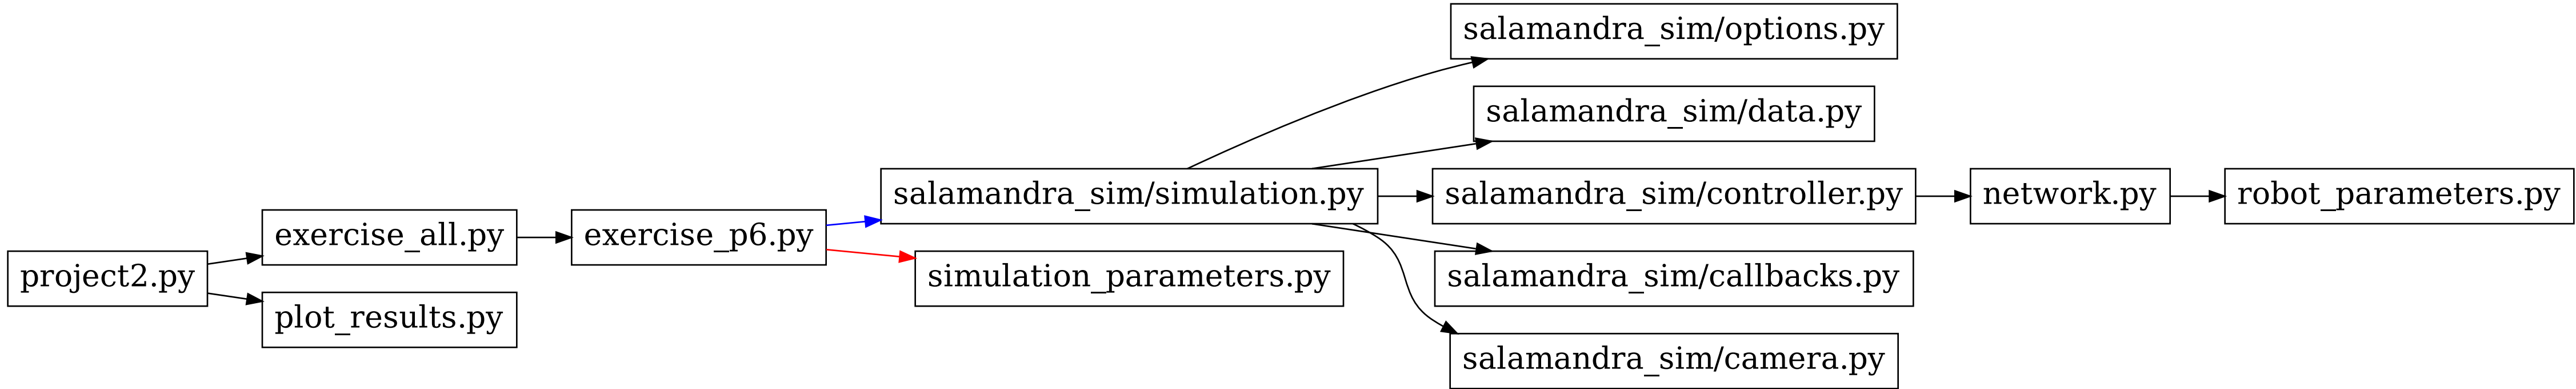 project2.py
exercise_all.py
plot_results.py
exercise_p6.py
salamandra_sim/simulation.py
simulation_parameters.py
salamandra_sim/options.py
salamandra_sim/data.py
salamandra_sim/controller.py
salamandra_sim/callbacks.py
salamandra_sim/camera.py
network.py
robot_parameters.py